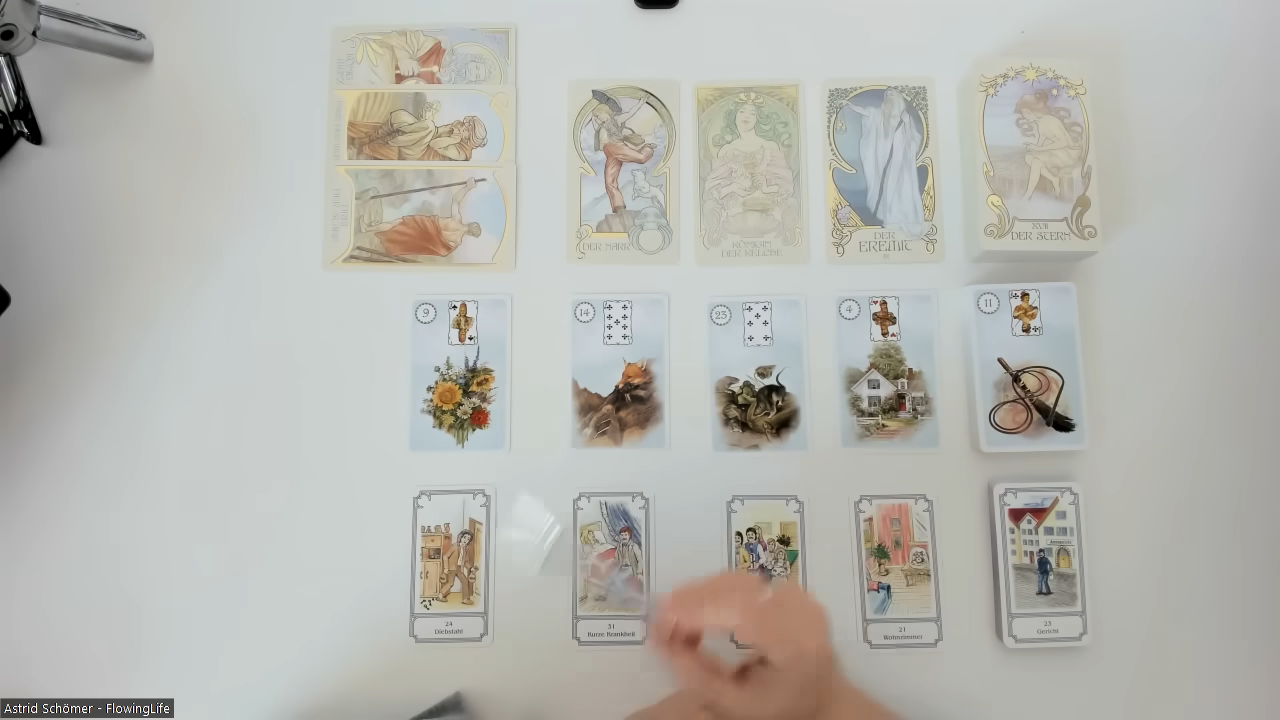 DER NARR
KÖNIGIN
DER KELCHE
DER
EREMIT
IX
XVII
DER STERN
9
14
23
4
11
24
Diebstahl
31
Kurze Krankheit
21
Wohnzimmer
23
Gericht
Astrid Schömer - FlowingLife